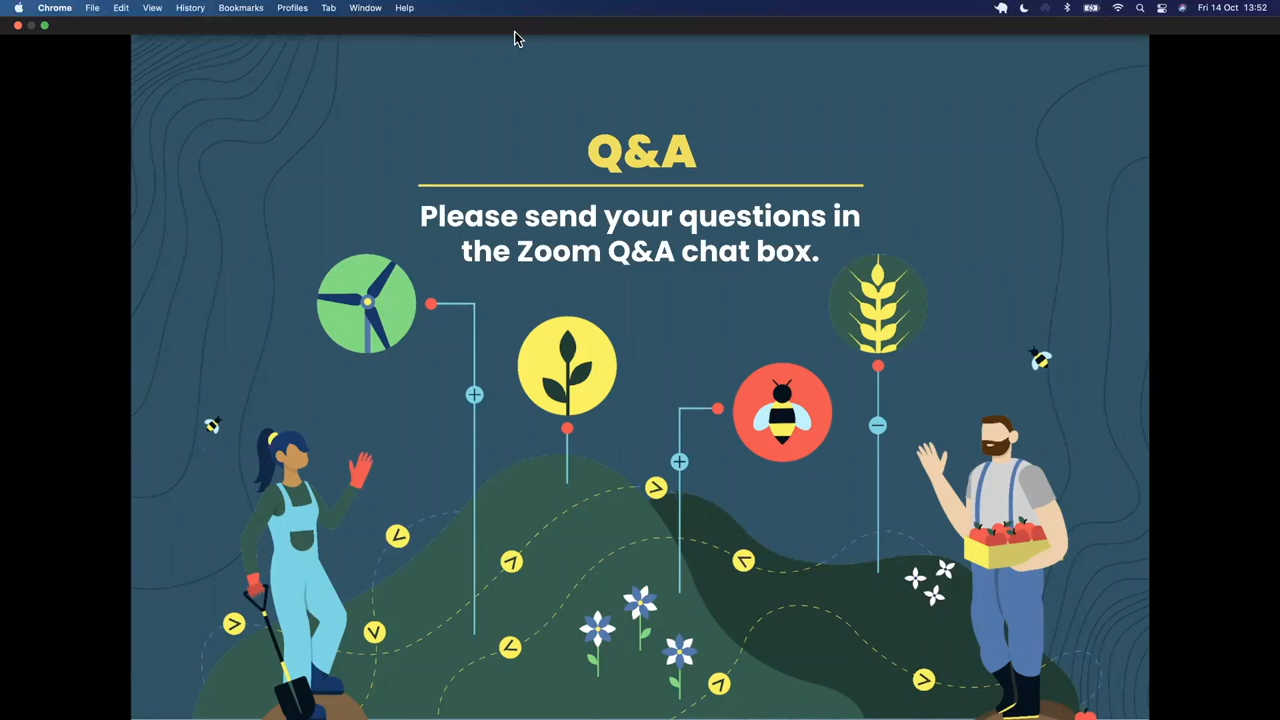 Chrome File Edit View History Bookmarks Profiles Tab Window Help Fri 14 Oct 13:52
Q&A
Please send your questions in
the Zoom Q&A chat box.